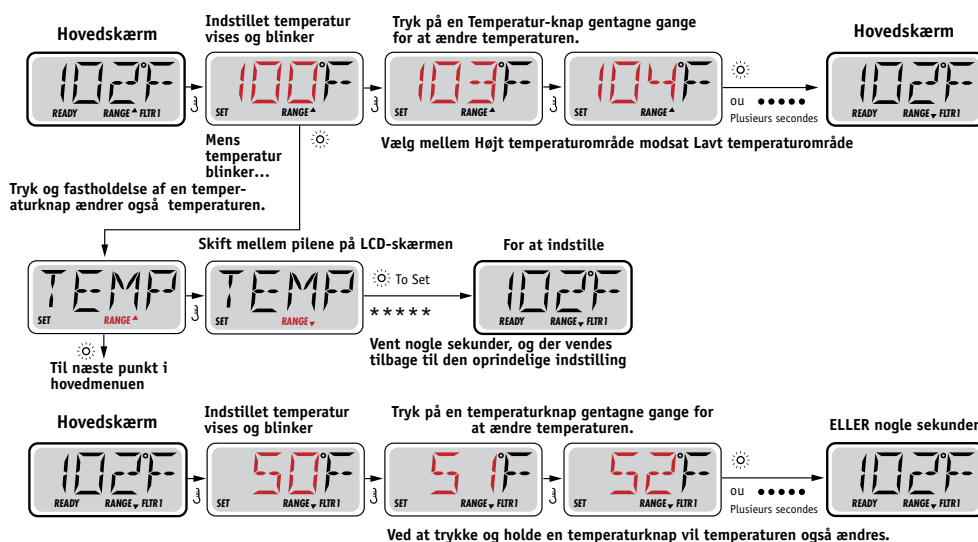 Hovedskærm
102°F
READY RANGE FLTR1
Indstillet temperatur
vises og blinker
100°F
SET RANGE
Tryk på en Temperatur-knap gentagne gange
for at ændre temperaturen.
103°F
SET RANGE
104°F
SET RANGE
ou •••••
Plusieurs secondes
Hovedskærm
102°F
READY RANGE FLTR1
Mens
temperatur
blinker...
Vælg mellem Højt temperaturområde modsat Lavt temperaturområde
Tryk og fastholdelse af en temper-
aturknap ændrer også temperaturen.
TEMP
SET RANGE
Skift mellem pilene på LCD-skærmen
TEMP
SET RANGE
To Set
*****
For at indstille
102°F
READY RANGE FLTR1
Vent nogle sekunder, og der vendes
tilbage til den oprindelige indstilling
Til næste punkt i
hovedmenuen
Hovedskærm
102°F
READY RANGE FLTR1
Indstillet temperatur
vises og blinker
50°F
SET RANGE FLTR1
Tryk på en temperaturknap gentagne gange for
at ændre temperaturen.
51°F
SET RANGE FLTR1
52°F
SET RANGE FLTR1
ou •••••
Plusieurs secondes
ELLER nogle sekunder
102°F
READY RANGE FLTR1
Ved at trykke og holde en temperaturknap vil temperaturen også ændres.